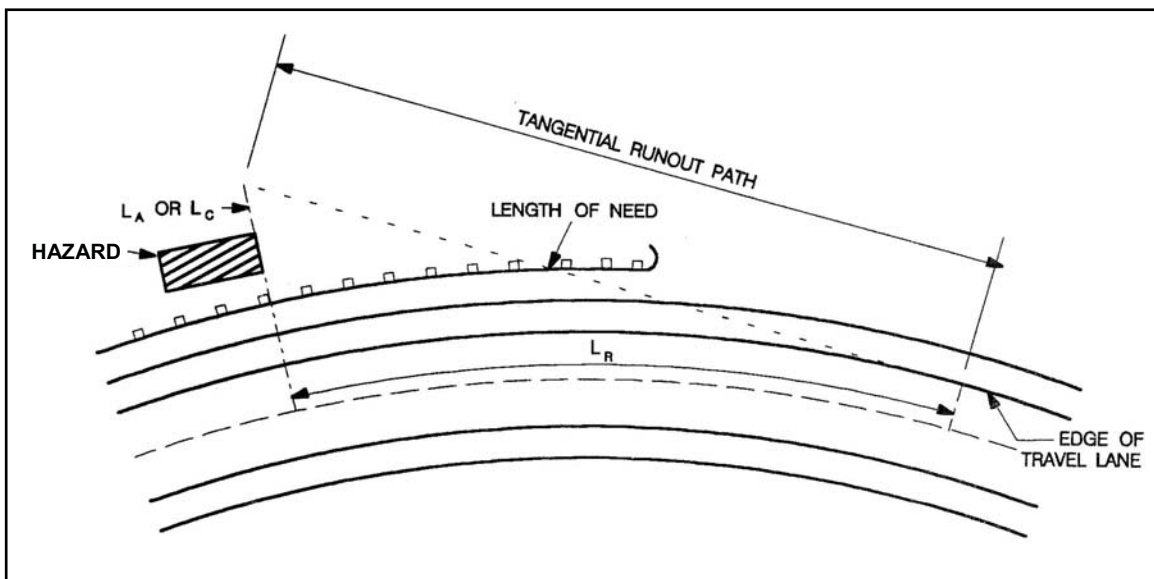 TANGENTIAL RUNOUT PATH
L_A OR L_C
LENGTH OF NEED
HAZARD
L_R
EDGE OF
TRAVEL LANE